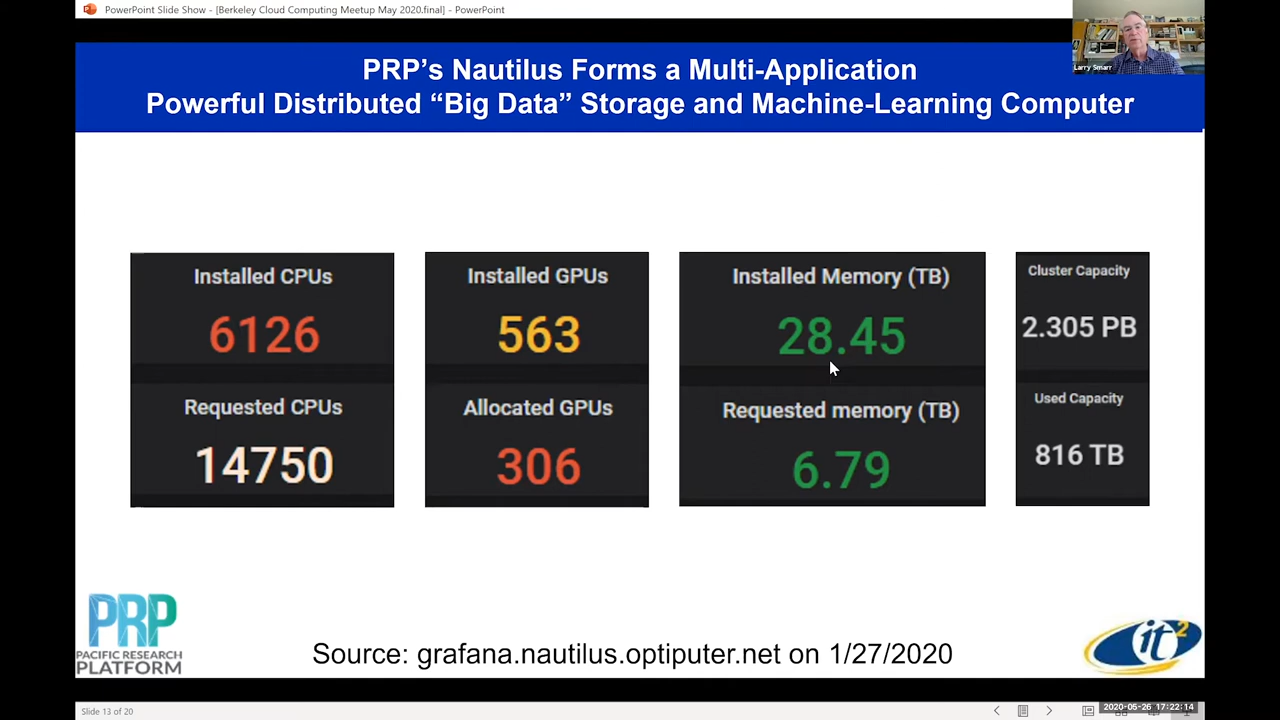 PowerPoint Slide Show - [Berkeley Cloud Computing Meetup May 2020.final] - PowerPoint
Larry Smarr
PRP's Nautilus Forms a Multi-Application
Powerful Distributed “Big Data” Storage and Machine-Learning Computer
Installed CPUs
6126
Requested CPUs
14750
Installed GPUs
563
Allocated GPUs
306
Installed Memory (TB)
28.45
Requested memory (TB)
6.79
Cluster Capacity
2.305 PB
Used Capacity
816 TB
PRP
PACIFIC RESEARCH
PLATFORM
Source: grafana.nautilus.optiputer.net on 1/27/2020
it2
Slide 13 of 20
2020-05-26 17:22:14